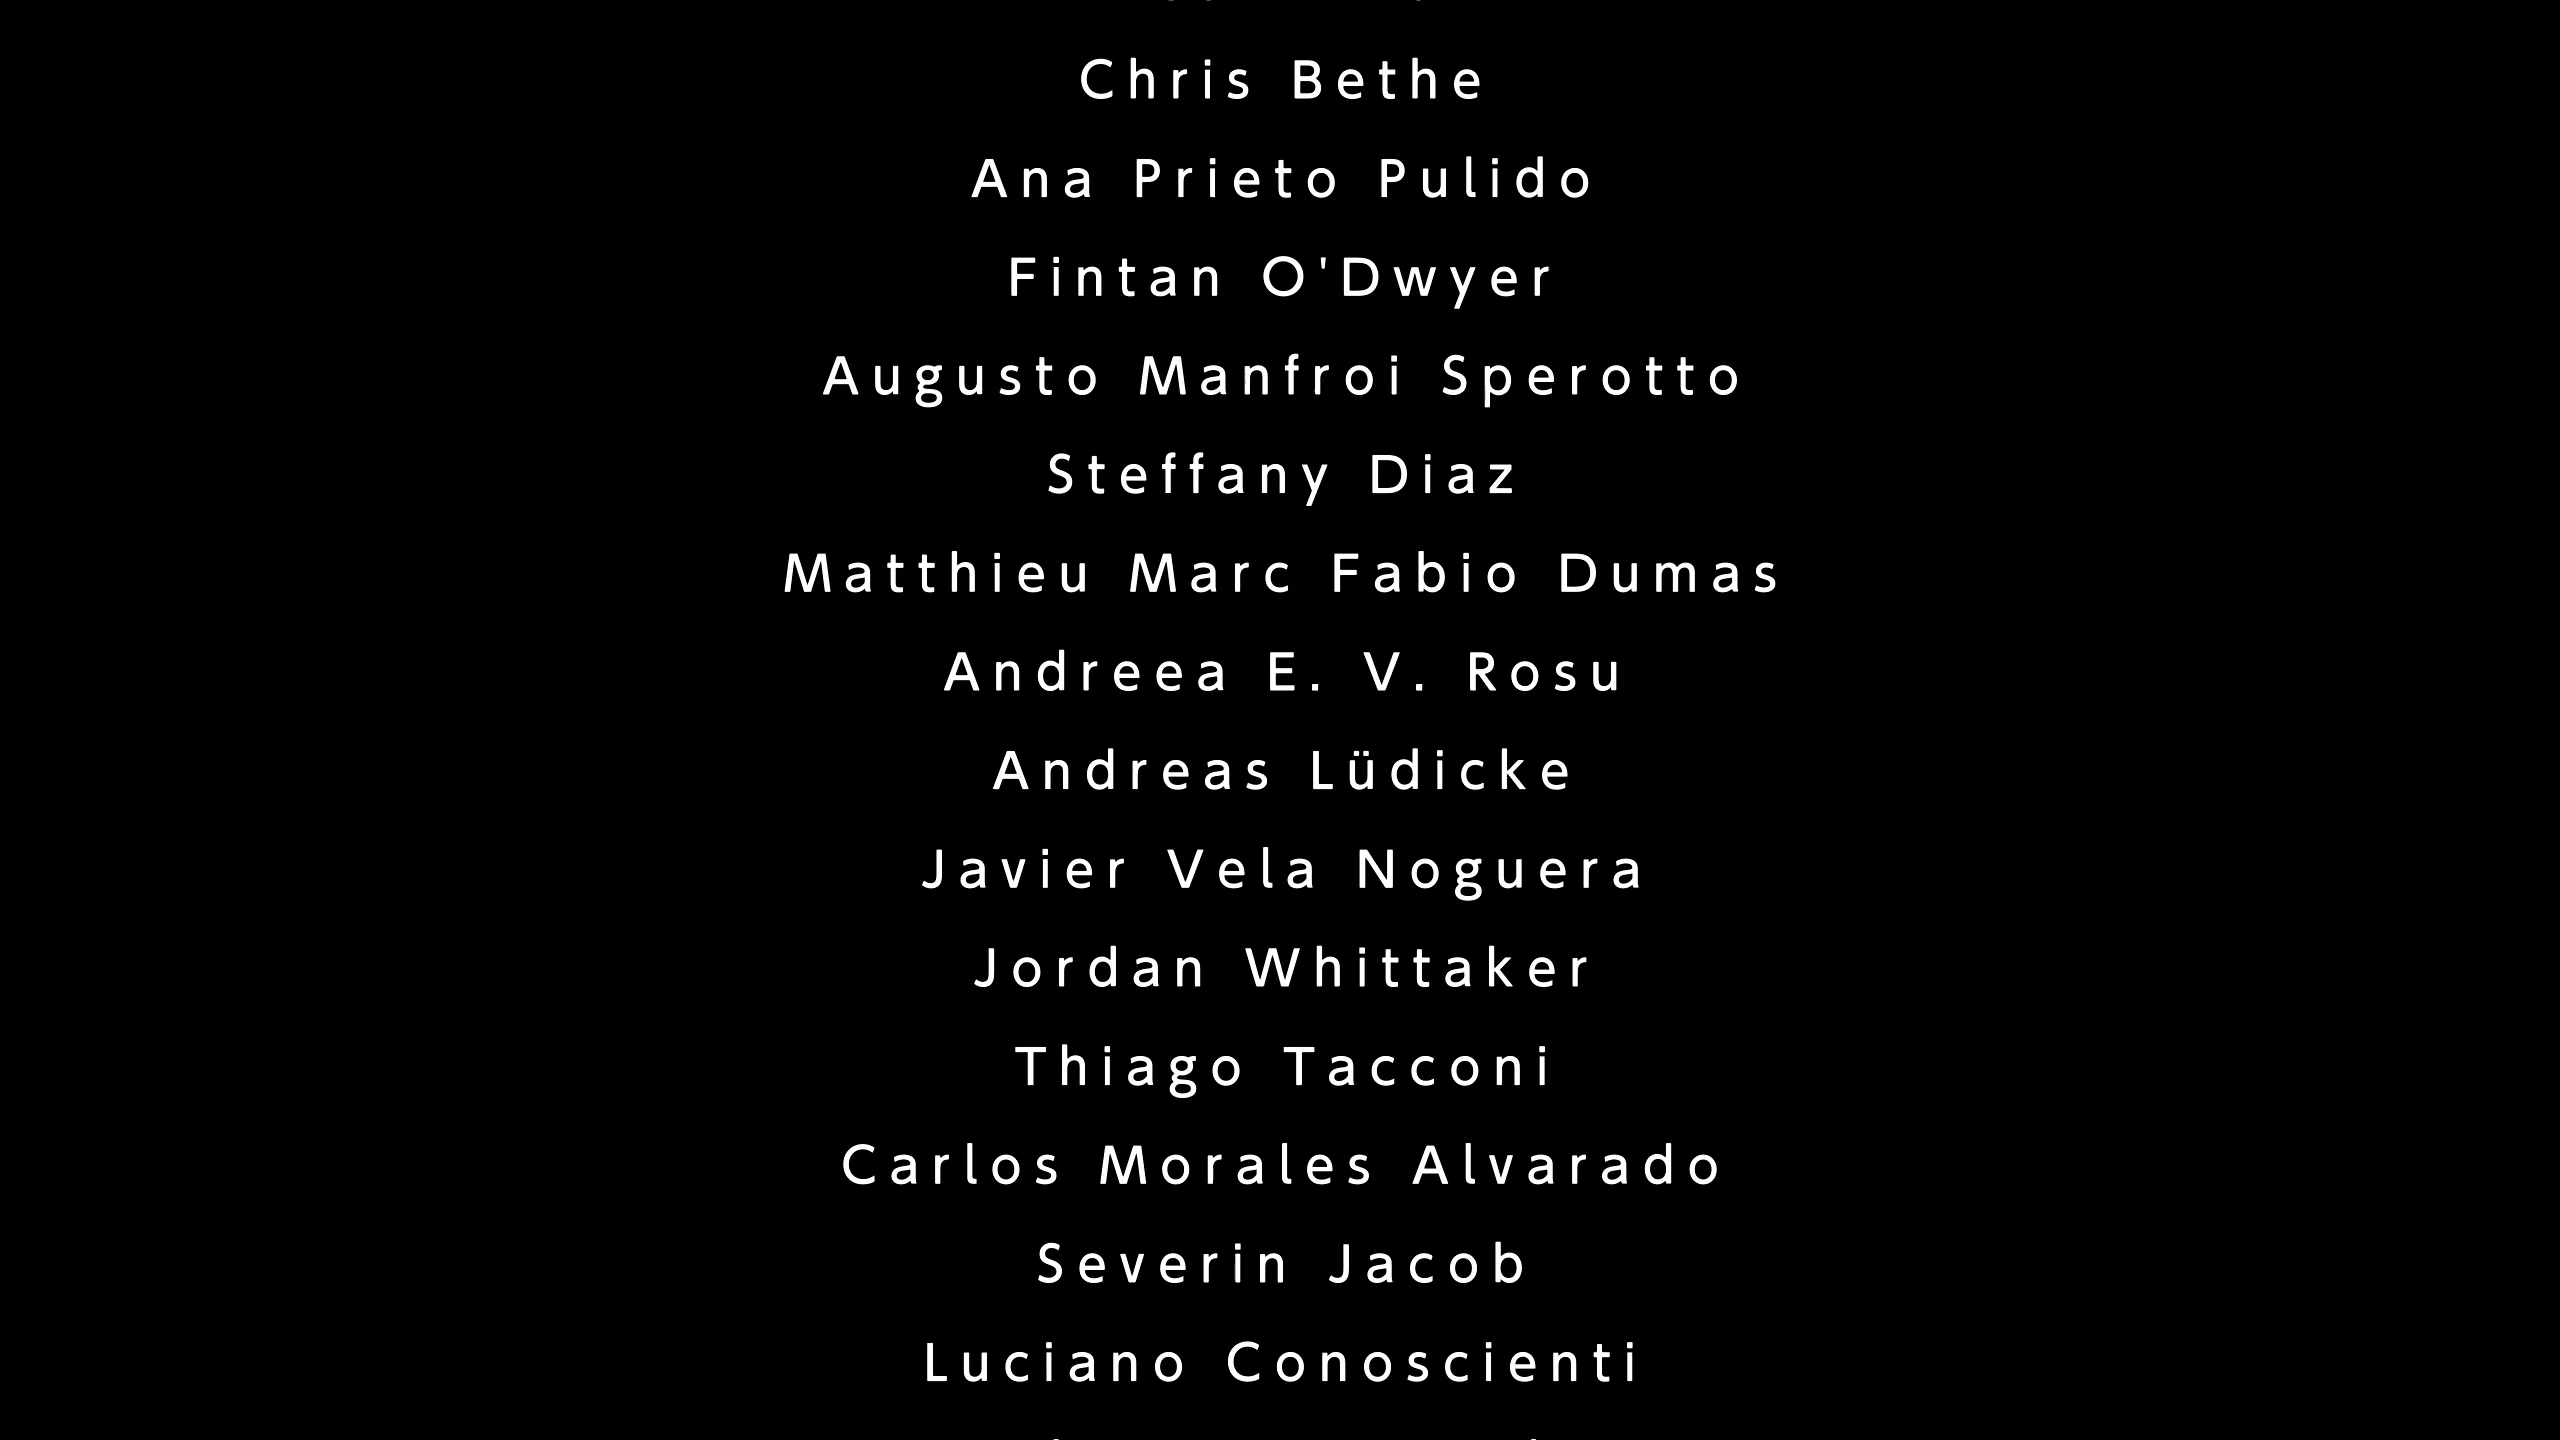 Chris Bethe
Ana Prieto Pulido
Fintan O'Dwyer
Augusto Manfroi Sperotto
Steffany Diaz
Matthieu Marc Fabio Dumas
Andreea E. V. Rosu
Andreas Lüdicke
Javier Vela Noguera
Jordan Whittaker
Thiago Tacconi
Carlos Morales Alvarado
Severin Jacob
Luciano Conoscienti